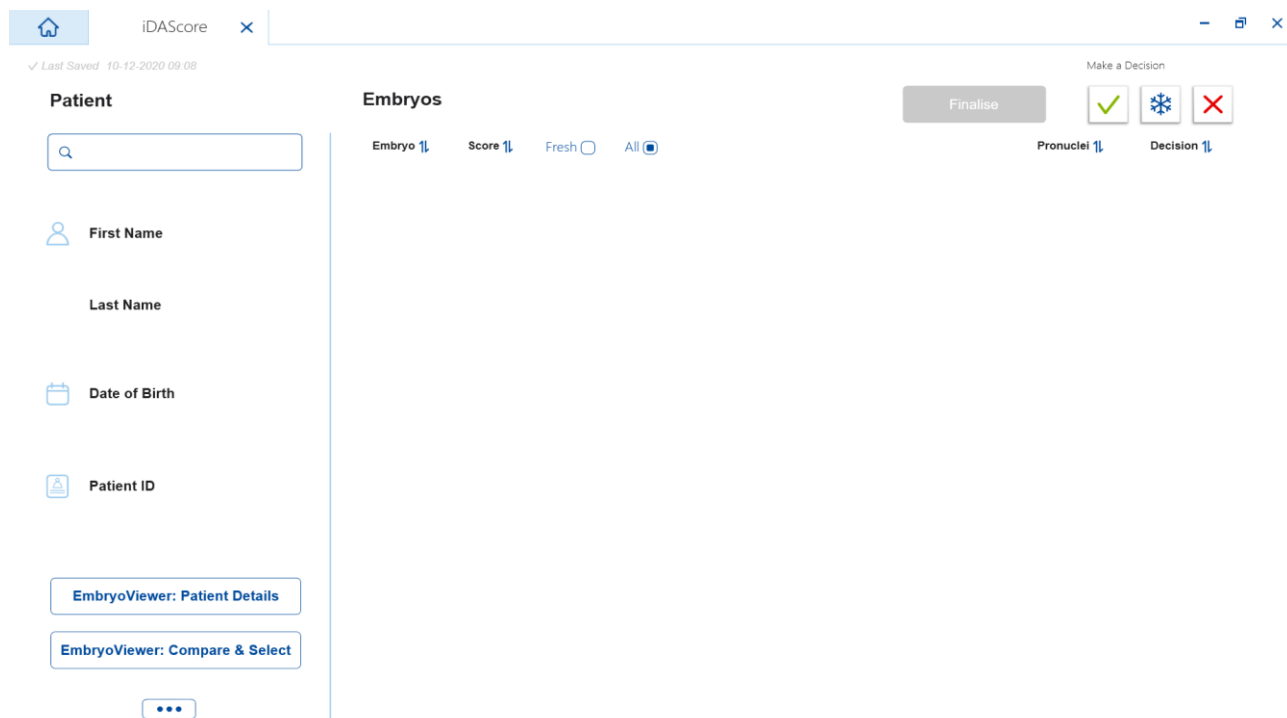 iDAScore
Last Saved 10-12-2020 09:08
Make a Decision
Patient
Embryos
Finalise
Embryo Score Fresh All Pronuclei Decision
First Name
Last Name
Date of Birth
Patient ID
EmbryoViewer: Patient Details
EmbryoViewer: Compare & Select